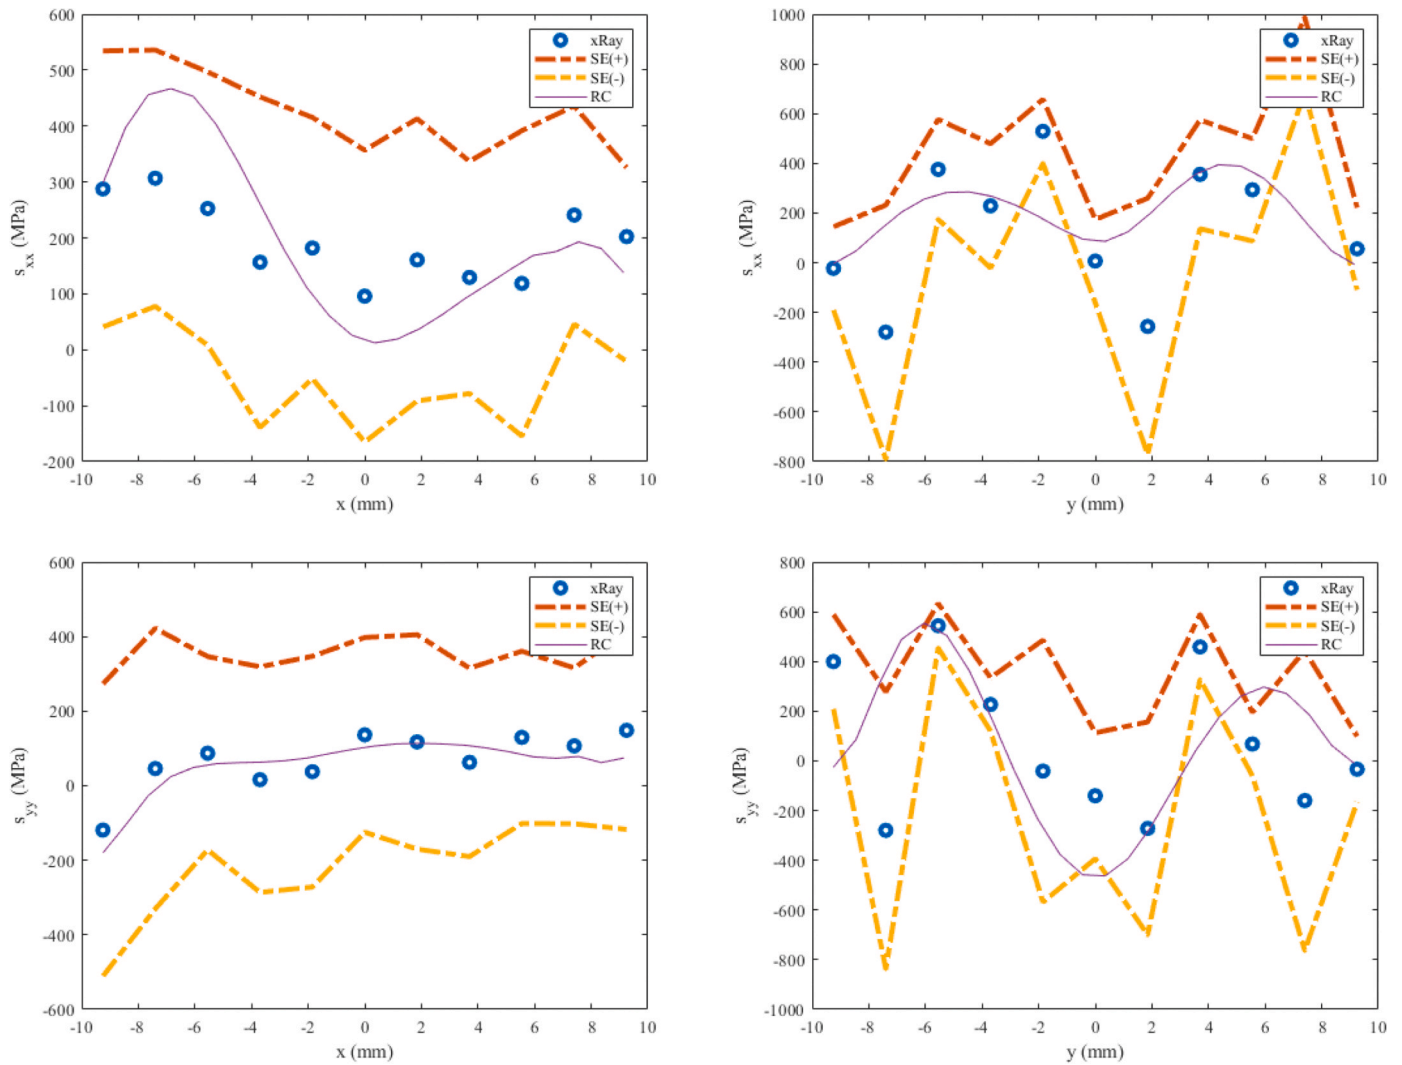 600
500
400
300
200
100
0
-100
-200
s_xx (MPa)
-10 -8 -6 -4 -2 0 2 4 6 8 10
x (mm)
xRay
SE(+)
SE(-)
RC
1000
800
600
400
200
0
-200
-400
-600
-800
s_xx (MPa)
-10 -8 -6 -4 -2 0 2 4 6 8 10
y (mm)
xRay
SE(+)
SE(-)
RC
600
400
200
0
-200
-400
-600
s_yy (MPa)
-10 -8 -6 -4 -2 0 2 4 6 8 10
x (mm)
xRay
SE(+)
SE(-)
RC
800
600
400
200
0
-200
-400
-600
-800
-1000
s_yy (MPa)
-10 -8 -6 -4 -2 0 2 4 6 8 10
y (mm)
xRay
SE(+)
SE(-)
RC